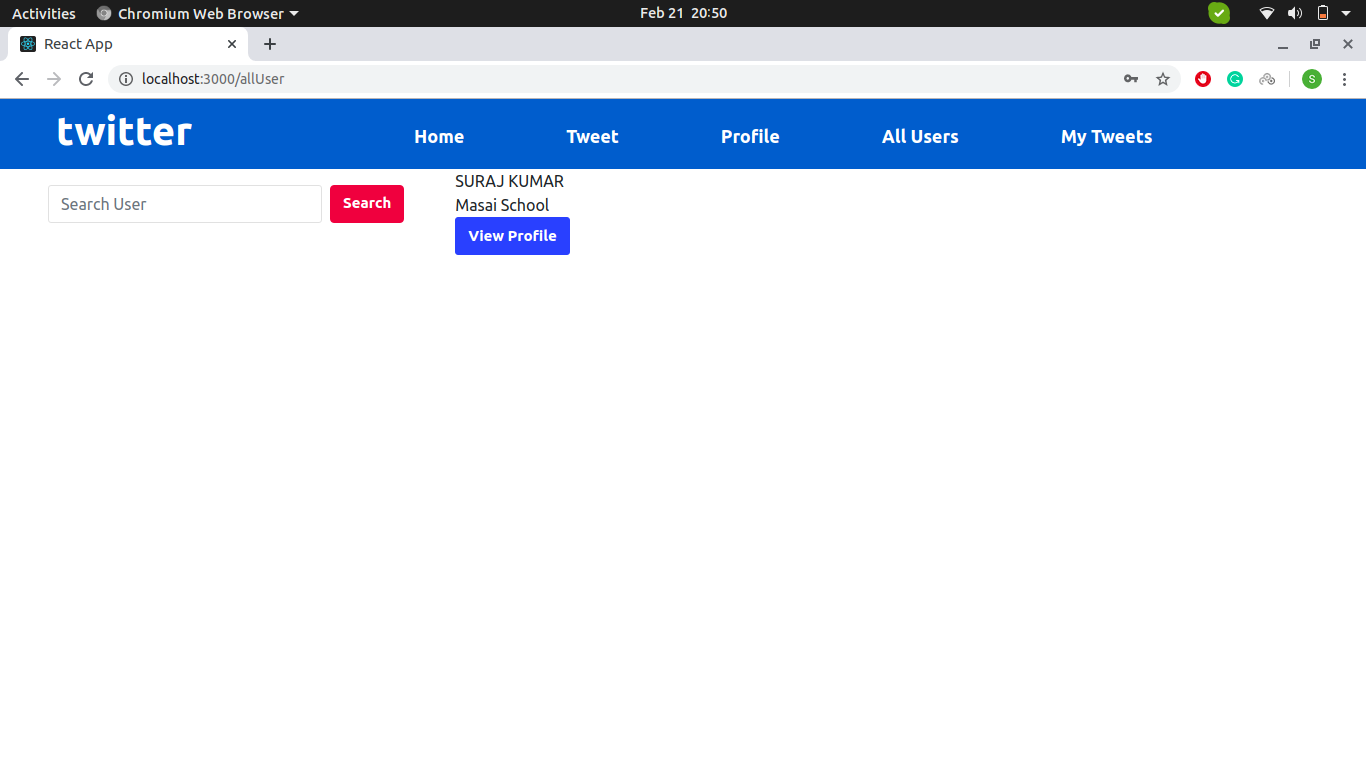 Activities Chromium Web Browser Feb 21 20:50
React App
localhost:3000/allUser S
twitter Home Tweet Profile All Users My Tweets
Search User Search
SURAJ KUMAR
Masai School
View Profile